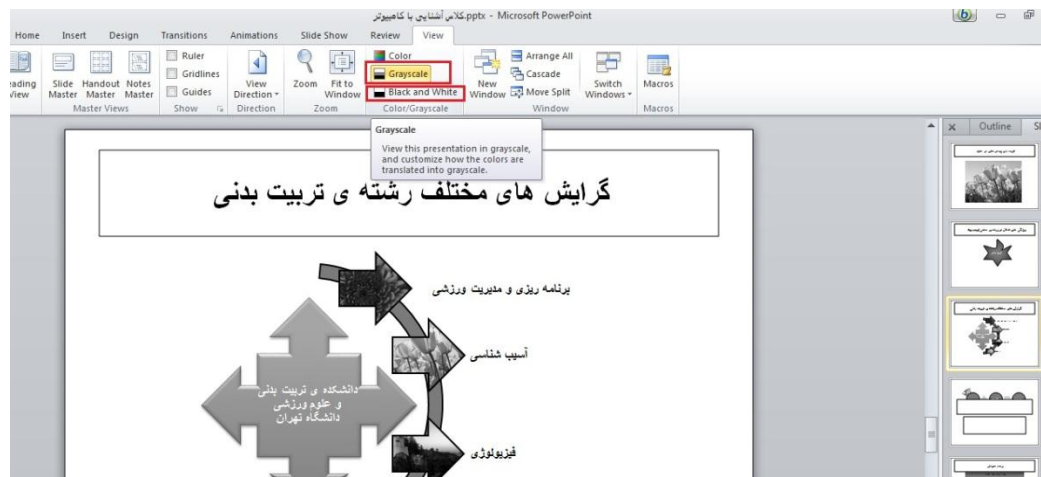 کلاس آشنایی با کامپیوتر.pptx - Microsoft PowerPoint
Home Insert Design Transitions Animations Slide Show Review View
Ruler
Gridlines
Guides
Show
eading View
Slide Master
Handout Master
Notes Master
Master Views
View Direction
Direction
Zoom
Fit to Window
Zoom
Color
Grayscale
Black and White
Color/Grayscale
New Window
Arrange All
Cascade
Move Split
Switch Windows
Window
Macros
Macros
Grayscale
View this presentation in grayscale,
and customize how the colors are
translated into grayscale.
Outline
گرایش های مختلف رشته ی تربیت بدنی
برنامه ریزی و مدیریت ورزشی
آسیب شناسی
دانشکده ی تربیت بدنی
و علوم ورزشی
دانشگاه تهران
فیزیولوژی